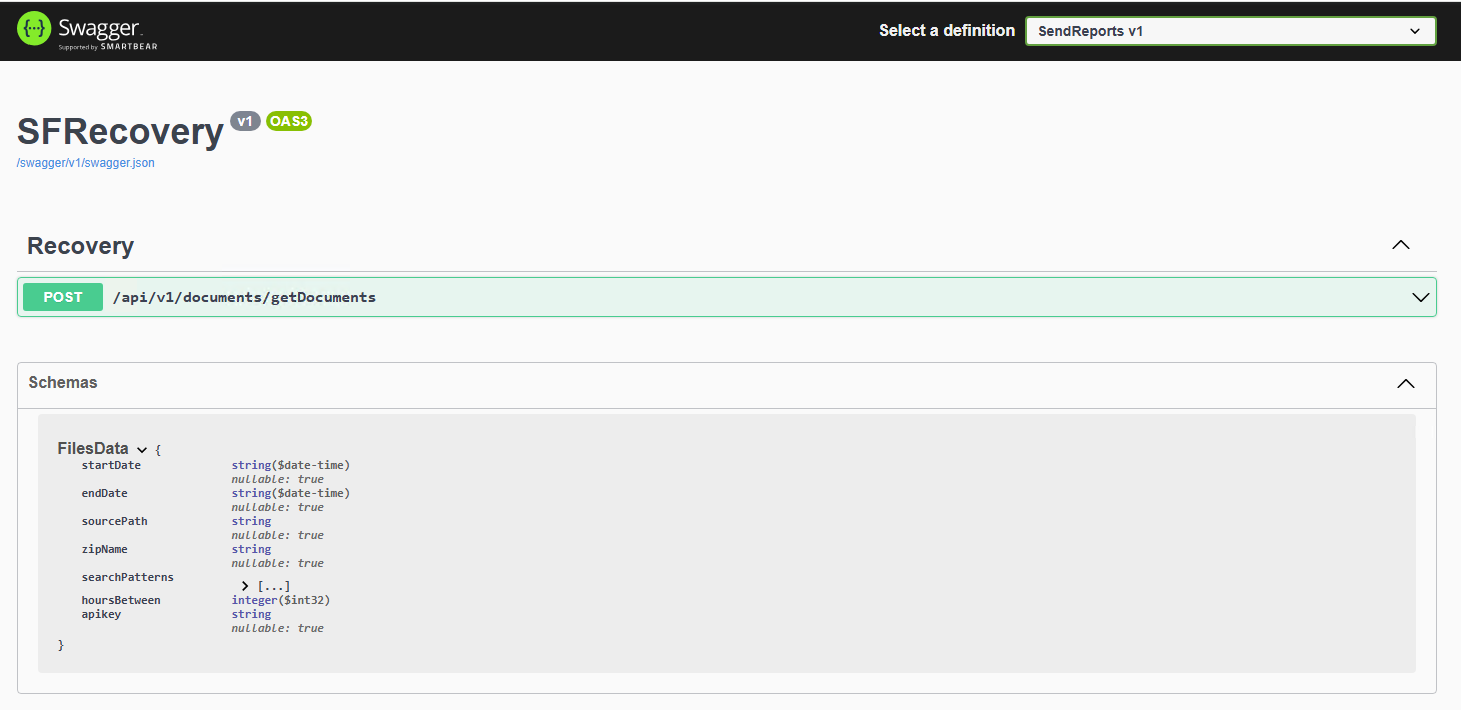 Swagger.
Supported by SMARTBEAR
Select a definition
SendReports v1
SFRecovery v1 OAS3
/swagger/v1/swagger.json
Recovery
POST /api/v1/documents/getDocuments
Schemas
FilesData {
startDate string($date-time)
nullable: true
endDate string($date-time)
nullable: true
sourcePath string
nullable: true
zipName string
nullable: true
searchPatterns
[...]
hoursBetween integer($int32)
apikey string
nullable: true
}